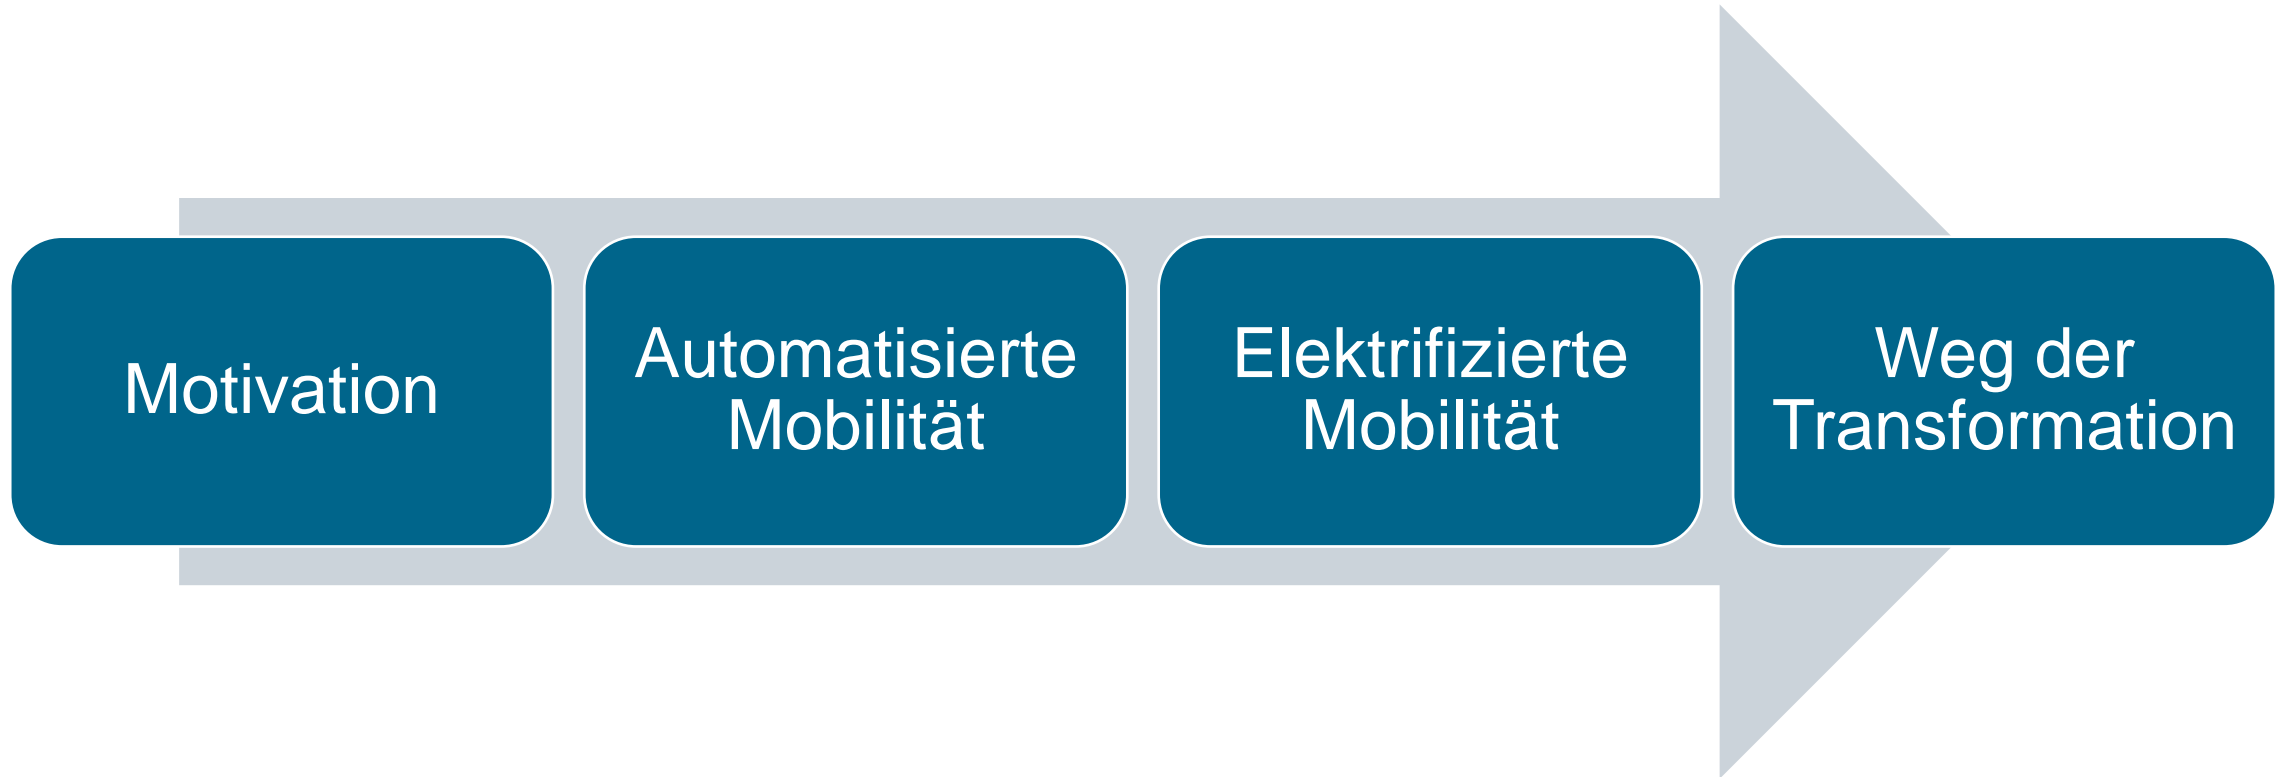 Motivation
Automatisierte
Mobilität
Elektrifizierte
Mobilität
Weg der
Transformation